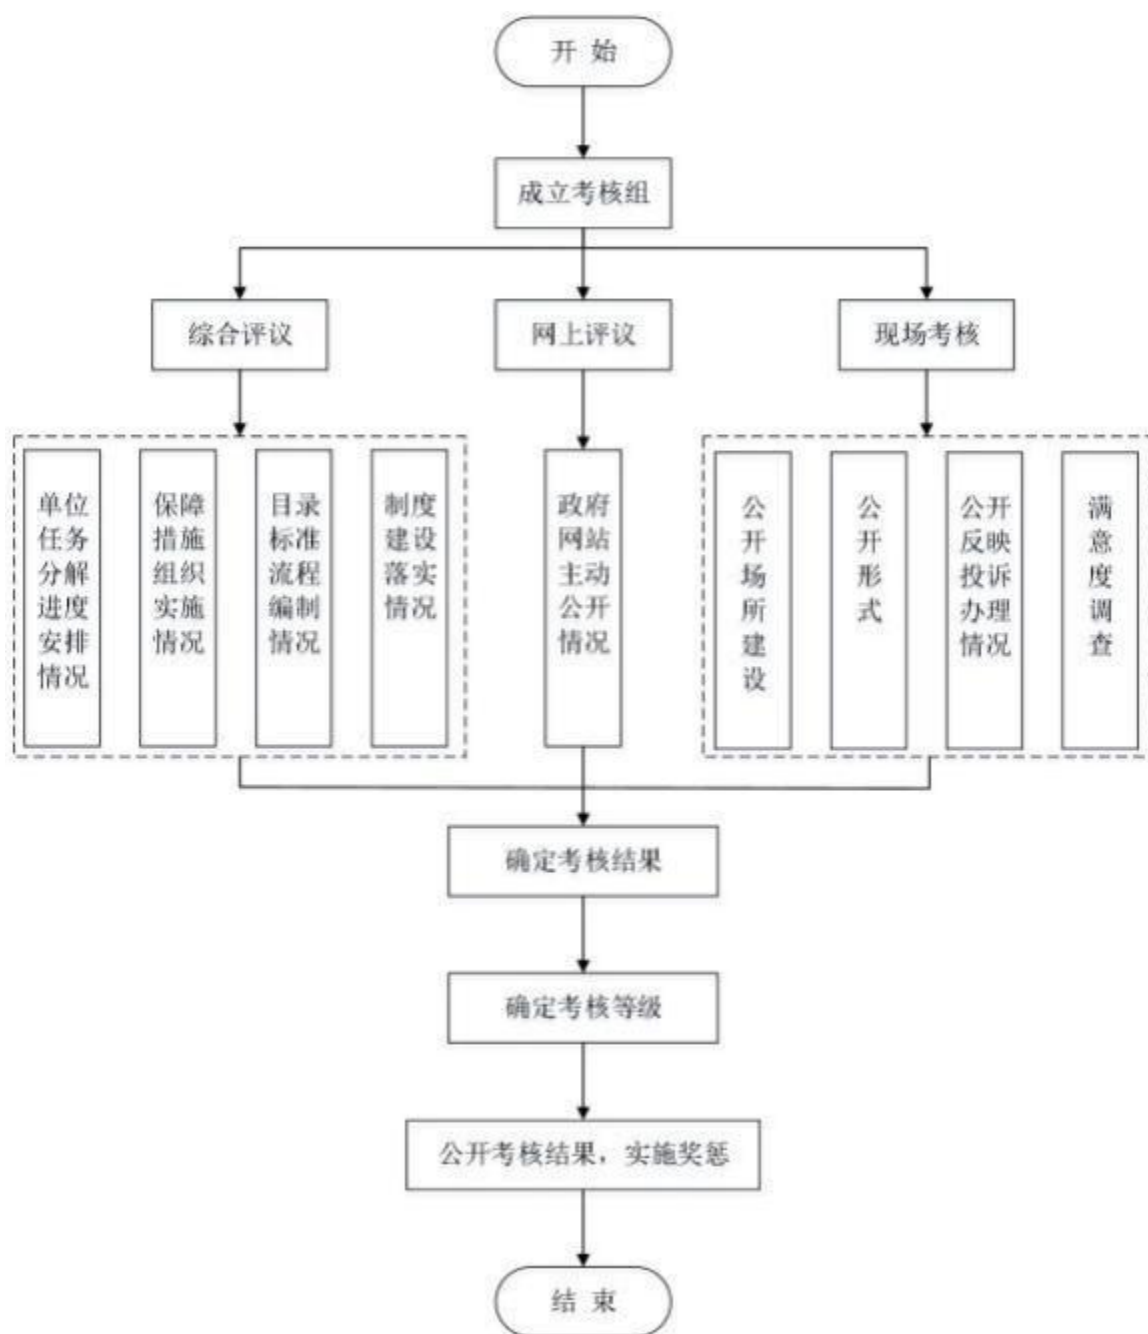 开 始
成立考核组
综合评议
网上评议
现场考核
单位
任务
分解
进度
安排
情况
保障
措施
组织
实施
情况
目录
标准
流程
编制
情况
制度
建设
落实
情况
政府
网站
主动
公开
情况
公
开
场
所
建
设
公
开
形
式
公开
反映
投诉
办理
情况
满
意
度
调
查
确定考核结果
确定考核等级
公开考核结果，实施奖惩
结 束